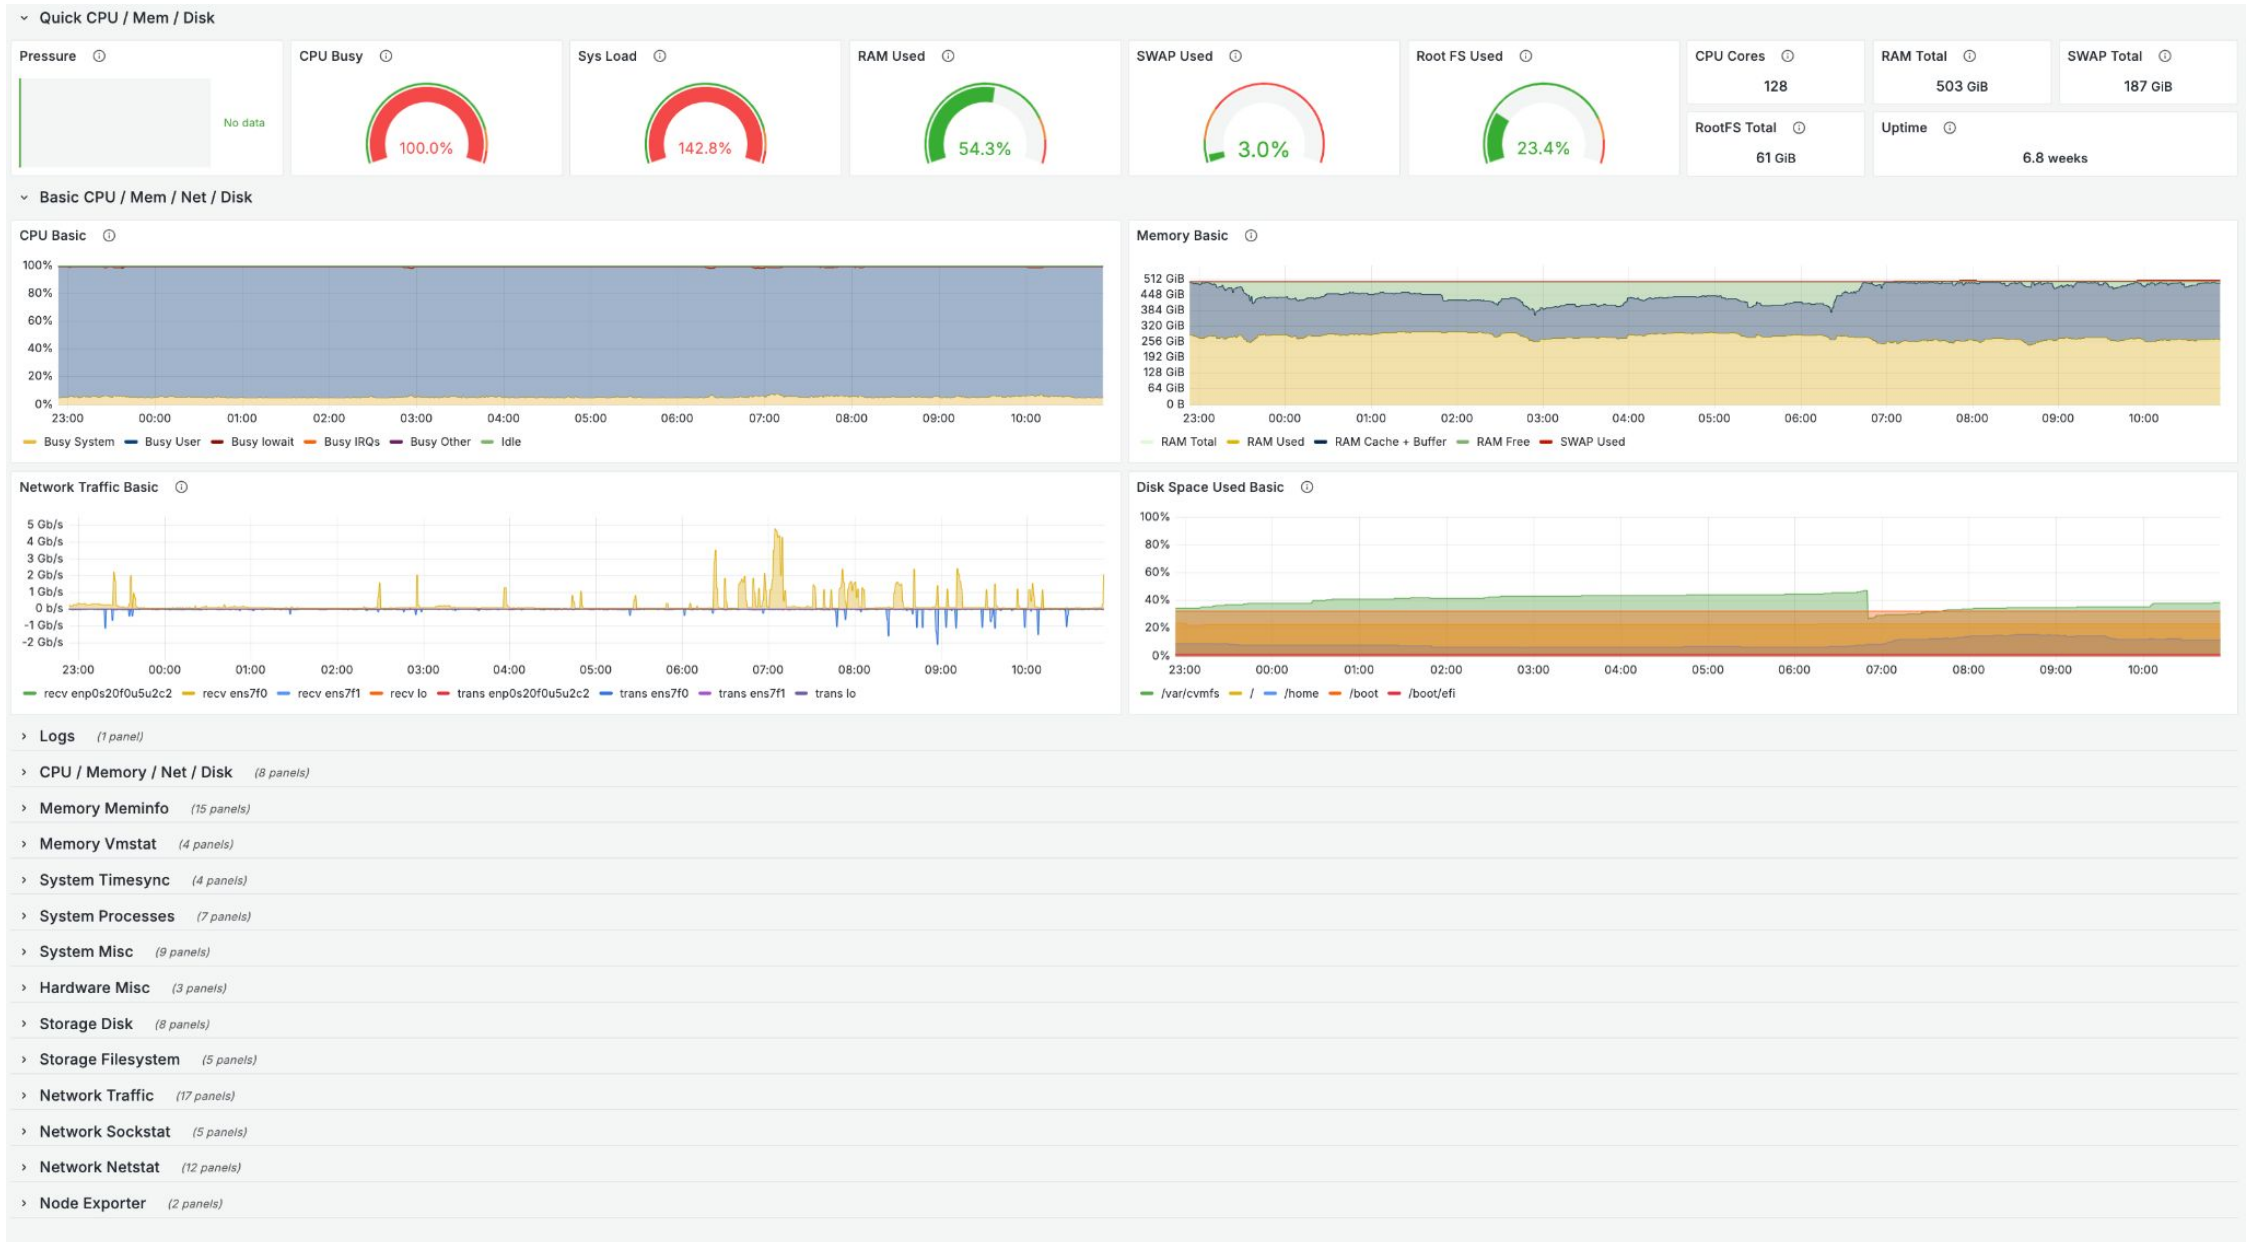 Quick CPU / Mem / Disk
Pressure
No data
CPU Busy
100.0%
Sys Load
142.8%
RAM Used
54.3%
SWAP Used
3.0%
Root FS Used
23.4%
CPU Cores
128
RAM Total
503 GiB
SWAP Total
187 GiB
RootFS Total
61 GiB
Uptime
6.8 weeks
Basic CPU / Mem / Net / Disk
CPU Basic
100%
80%
60%
40%
20%
0%
23:00 00:00 01:00 02:00 03:00 04:00 05:00 06:00 07:00 08:00 09:00 10:00
Busy System Busy User Busy Iowait Busy IRQs Busy Other Idle
Memory Basic
512 GiB
448 GiB
384 GiB
320 GiB
256 GiB
192 GiB
128 GiB
64 GiB
0 B
23:00 00:00 01:00 02:00 03:00 04:00 05:00 06:00 07:00 08:00 09:00 10:00
RAM Total RAM Used RAM Cache + Buffer RAM Free SWAP Used
Network Traffic Basic
5 Gb/s
4 Gb/s
3 Gb/s
2 Gb/s
1 Gb/s
0 b/s
-1 Gb/s
-2 Gb/s
23:00 00:00 01:00 02:00 03:00 04:00 05:00 06:00 07:00 08:00 09:00 10:00
recv enp0s20f0u5u2c2 recv ens7f0 recv ens7f1 recv lo trans enp0s20f0u5u2c2 trans ens7f0 trans ens7f1 trans lo
Disk Space Used Basic
100%
80%
60%
40%
20%
0%
23:00 00:00 01:00 02:00 03:00 04:00 05:00 06:00 07:00 08:00 09:00 10:00
/var/cvmfs / /home /boot /boot/efi
Logs (1 panel)
CPU / Memory / Net / Disk (8 panels)
Memory Meminfo (15 panels)
Memory Vmstat (4 panels)
System Timesync (4 panels)
System Processes (7 panels)
System Misc (9 panels)
Hardware Misc (3 panels)
Storage Disk (8 panels)
Storage Filesystem (5 panels)
Network Traffic (17 panels)
Network Sockstat (5 panels)
Network Netstat (12 panels)
Node Exporter (2 panels)